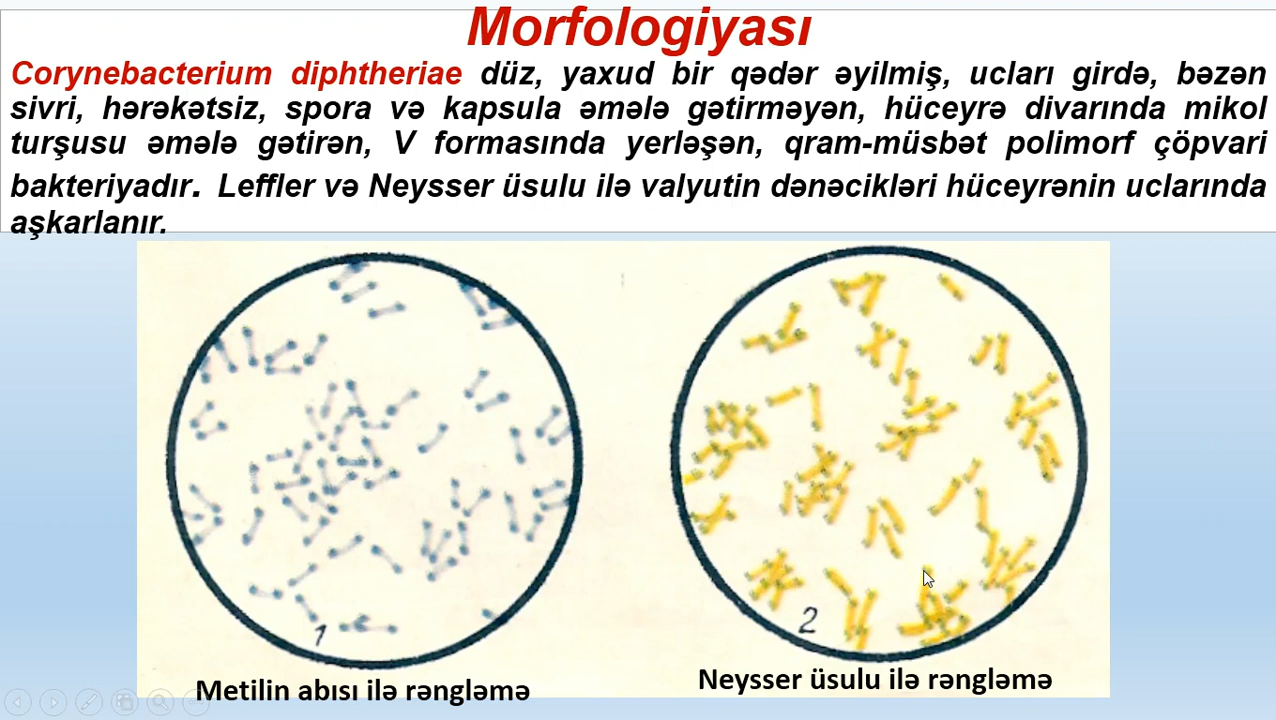 Morfologiyası
Corynebacterium diphtheriae düz, yaxud bir qədər əyilmiş, ucları girdə, bəzən
sivri, hərəkətsiz, spora və kapsula əmələ gətirməyən, hüceyrə divarında mikol
turşusu əmələ gətirən, V formasında yerləşən, qram-müsbət polimorf çöpvari
bakteriyadır. Leffler və Neysser üsulu ilə valyutin dənəcikləri hüceyrənin uclarında
aşkarlanır.
1
2
Metilin abısı ilə rəngləmə
Neysser üsulu ilə rəngləmə